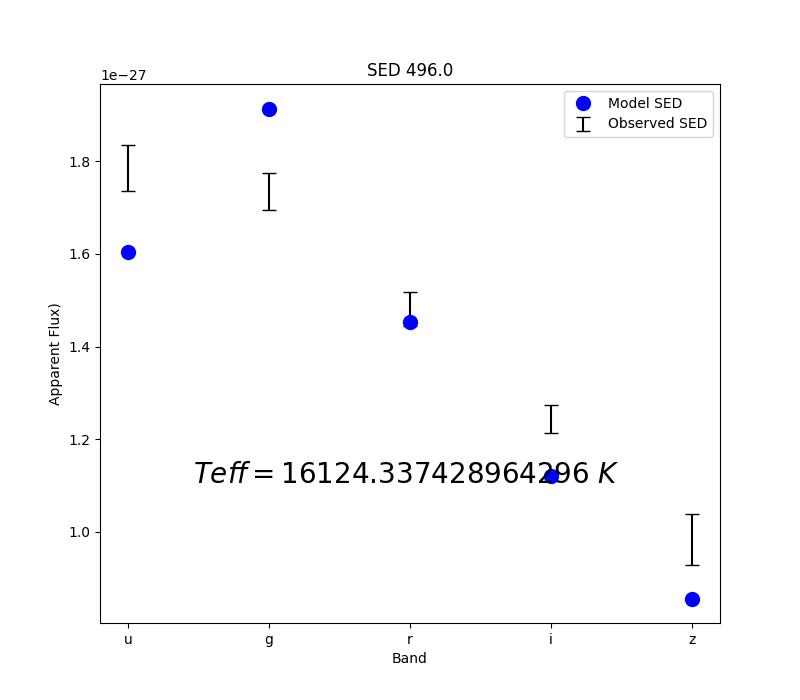 SED 496.0
1e−27
Model SED
Observed SED
1.8
1.6
1.4
1.2
1.0
Apparent Flux)
Teff = 16124.337428964296 K
u g r i z
Band